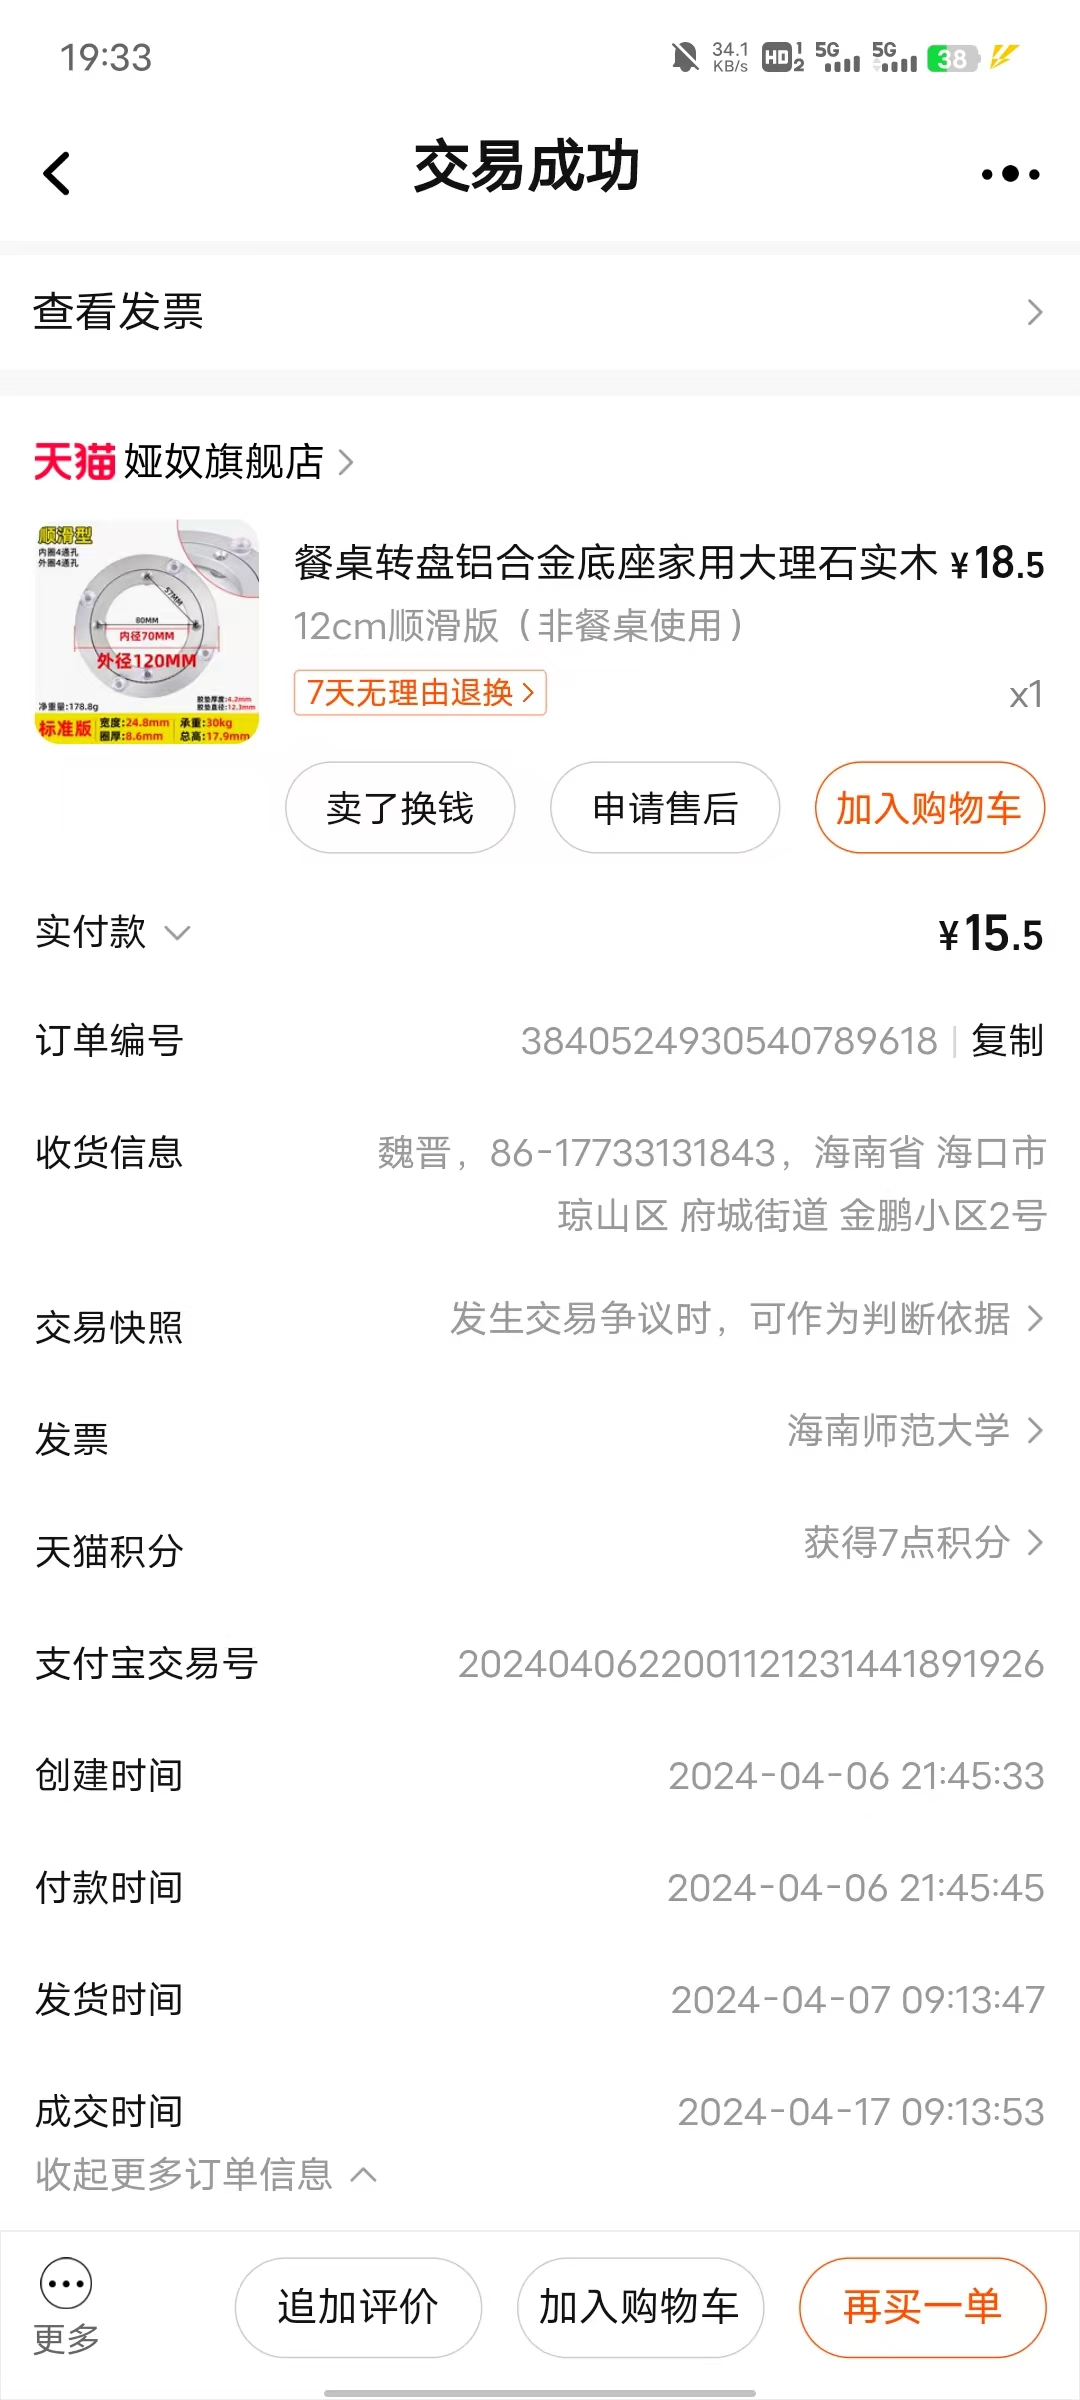 19:33
34.1 KB/s HD 1 2 5G 5G 38
交易成功
查看发票
天猫 娅奴旗舰店
顺滑型
内圈4通孔
外圈4通孔
57MM
80MM
内径70MM
外径120MM
净重量:178.8g
胶垫厚度:4.2mm
胶垫直径:12.3mm
标准版 宽度:24.8mm 承重:30kg
圈厚:8.6mm 总高:17.9mm
餐桌转盘铝合金底座家用大理石实木 ¥18.5
12cm顺滑版（非餐桌使用）
7天无理由退换
x1
卖了换钱 申请售后 加入购物车
实付款 ¥15.5
订单编号 3840524930540789618 | 复制
收货信息 魏晋，86-17733131843，海南省 海口市
琼山区 府城街道 金鹏小区2号
交易快照 发生交易争议时，可作为判断依据
发票 海南师范大学
天猫积分 获得7点积分
支付宝交易号 2024040622001121231441891926
创建时间 2024-04-06 21:45:33
付款时间 2024-04-06 21:45:45
发货时间 2024-04-07 09:13:47
成交时间 2024-04-17 09:13:53
收起更多订单信息
更多 追加评价 加入购物车 再买一单